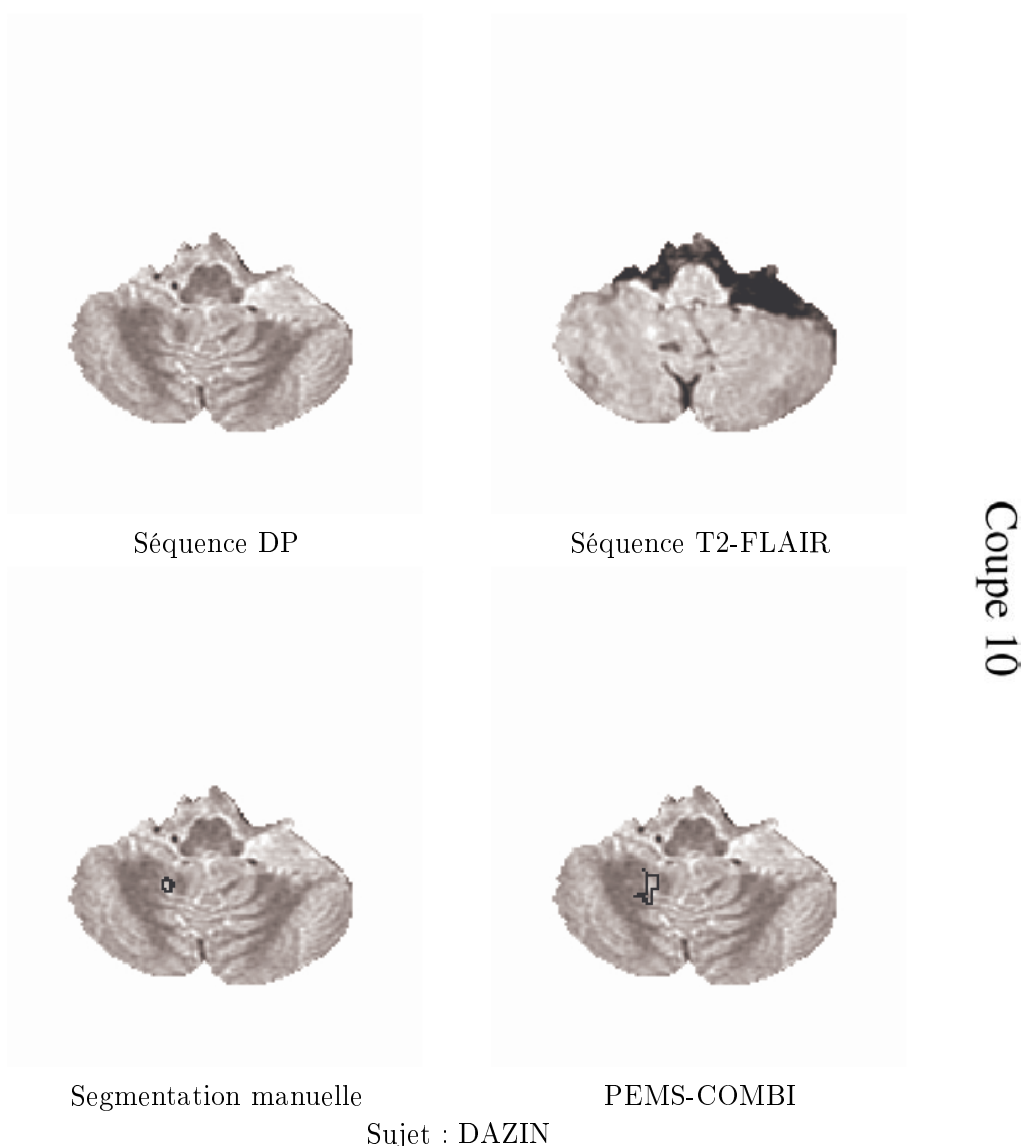 Séquence DP
Séquence T2-FLAIR
Coupe 10
Segmentation manuelle
PEMS-COMBI
Sujet : DAZIN